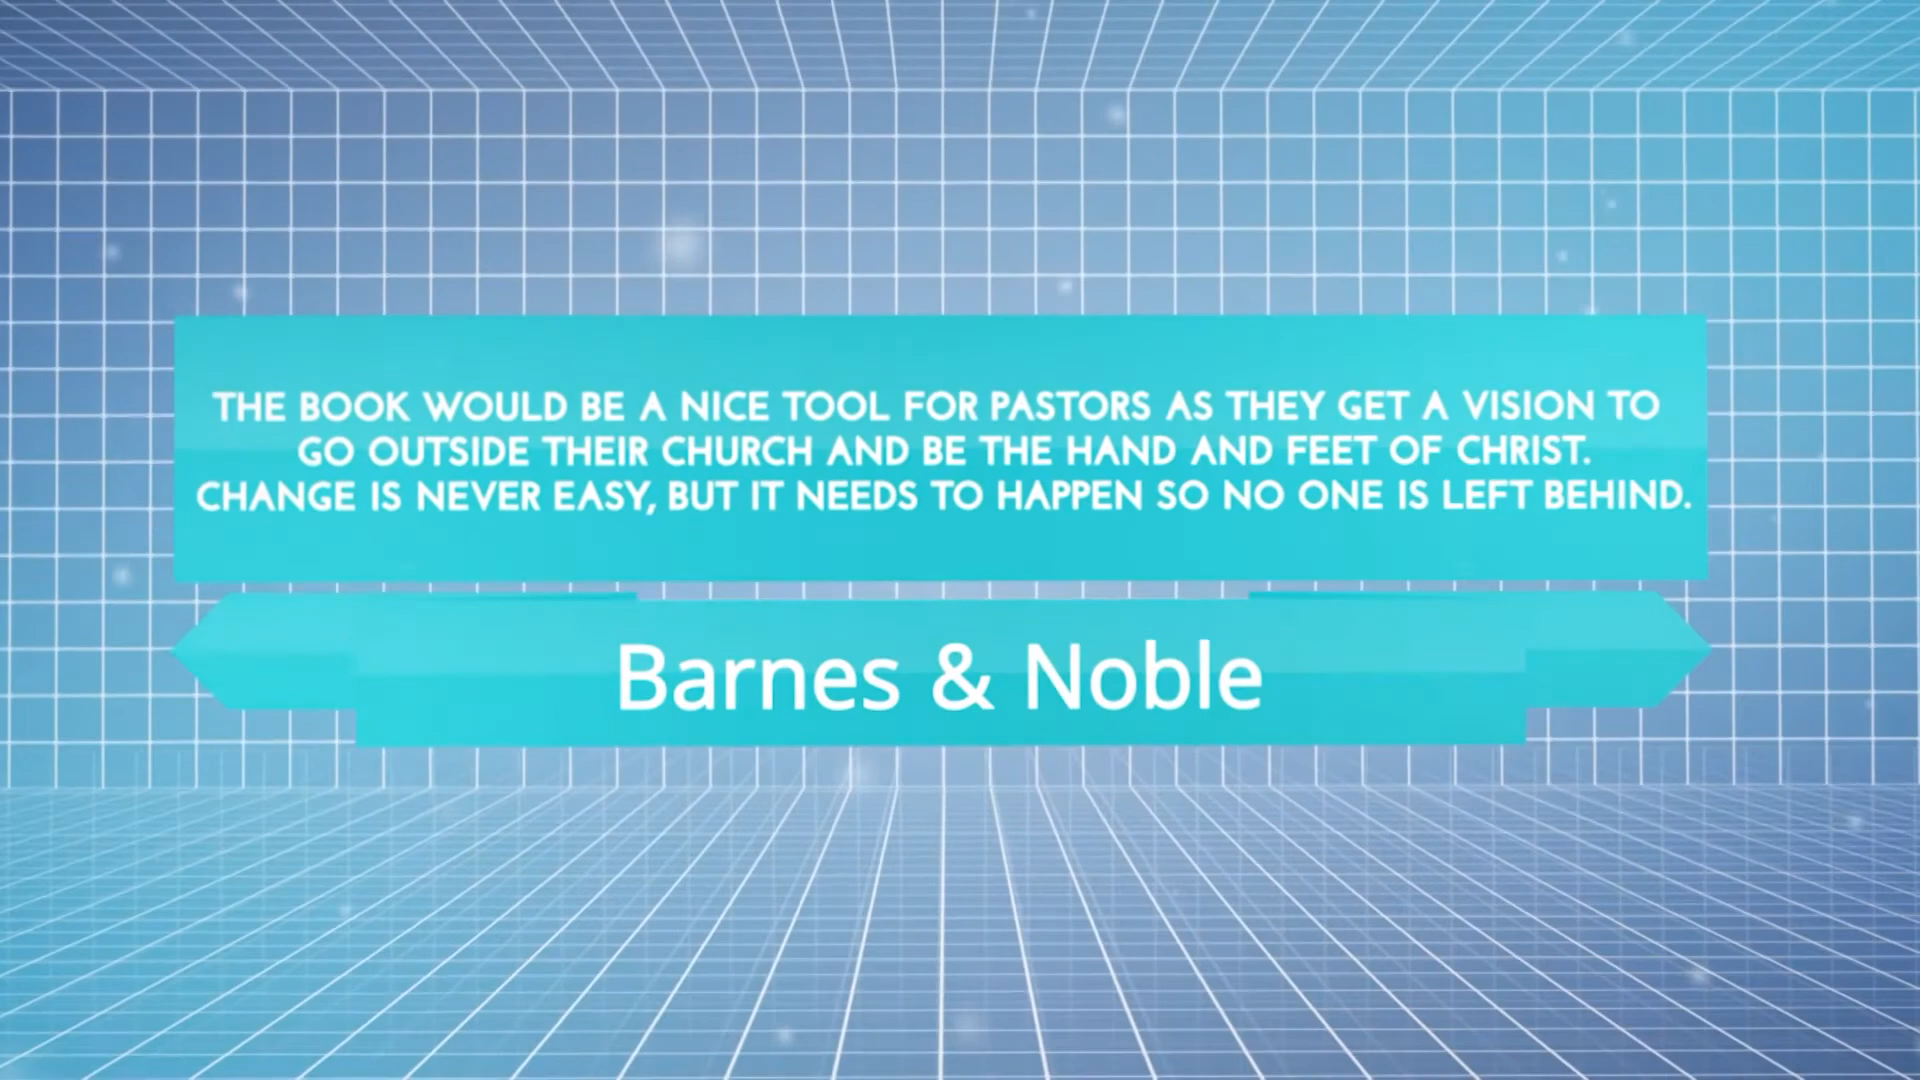 THE BOOK WOULD BE A NICE TOOL FOR PASTORS AS THEY GET A VISION TO
GO OUTSIDE THEIR CHURCH AND BE THE HAND AND FEET OF CHRIST.
CHANGE IS NEVER EASY, BUT IT NEEDS TO HAPPEN SO NO ONE IS LEFT BEHIND.
Barnes & Noble